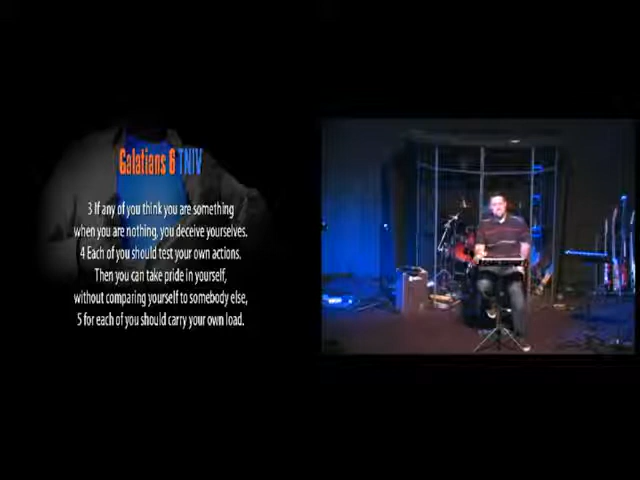 Galatians 6 TNIV
3 If any of you think you are something
when you are nothing, you deceive yourselves.
4 Each of you should test your own actions.
Then you can take pride in yourself,
without comparing yourself to somebody else,
5 for each of you should carry your own load.